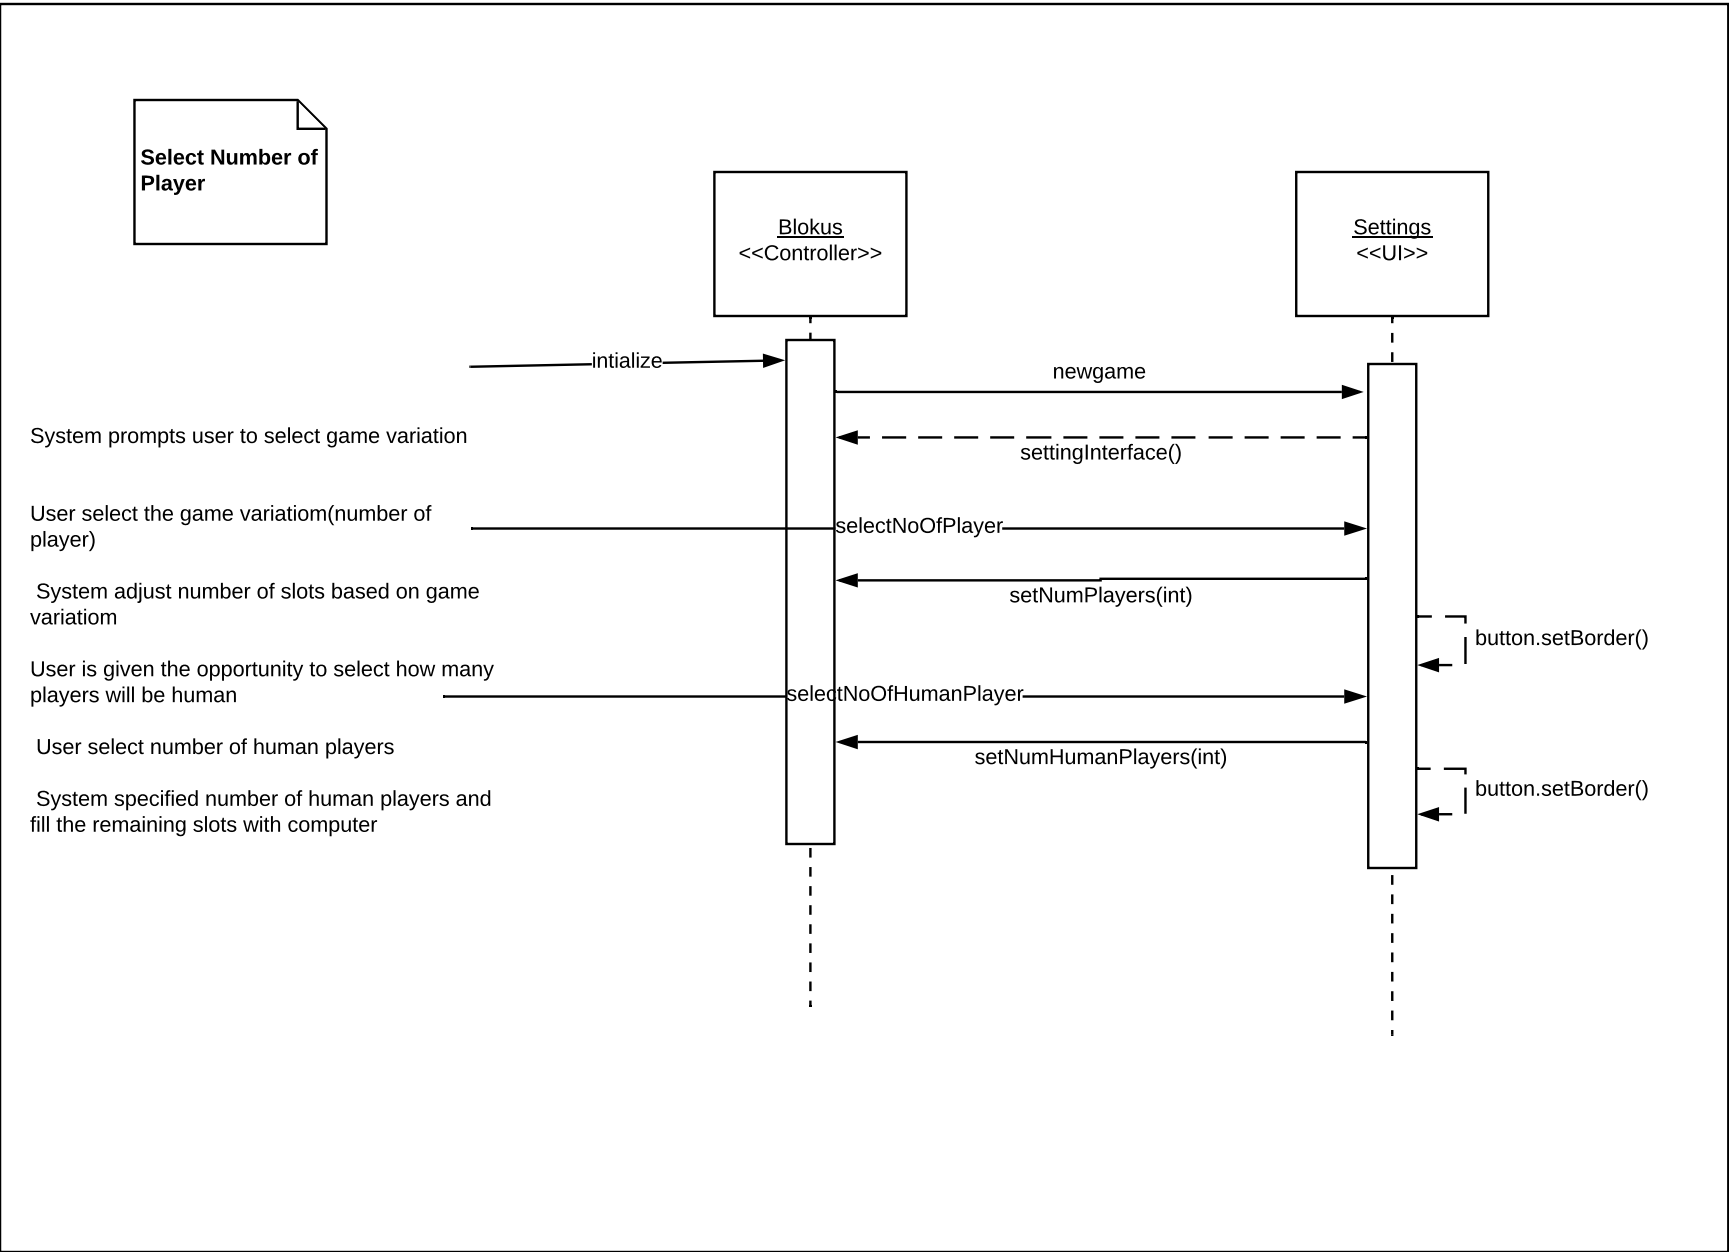 Select Number of
Player
Blokus
<<Controller>>
Settings
<<UI>>
intialize
newgame
System prompts user to select game variation
settingInterface()
User select the game variatiom(number of
player)
selectNoOfPlayer
System adjust number of slots based on game
variatiom
setNumPlayers(int)
button.setBorder()
User is given the opportunity to select how many
players will be human
selectNoOfHumanPlayer
User select number of human players
setNumHumanPlayers(int)
button.setBorder()
System specified number of human players and
fill the remaining slots with computer